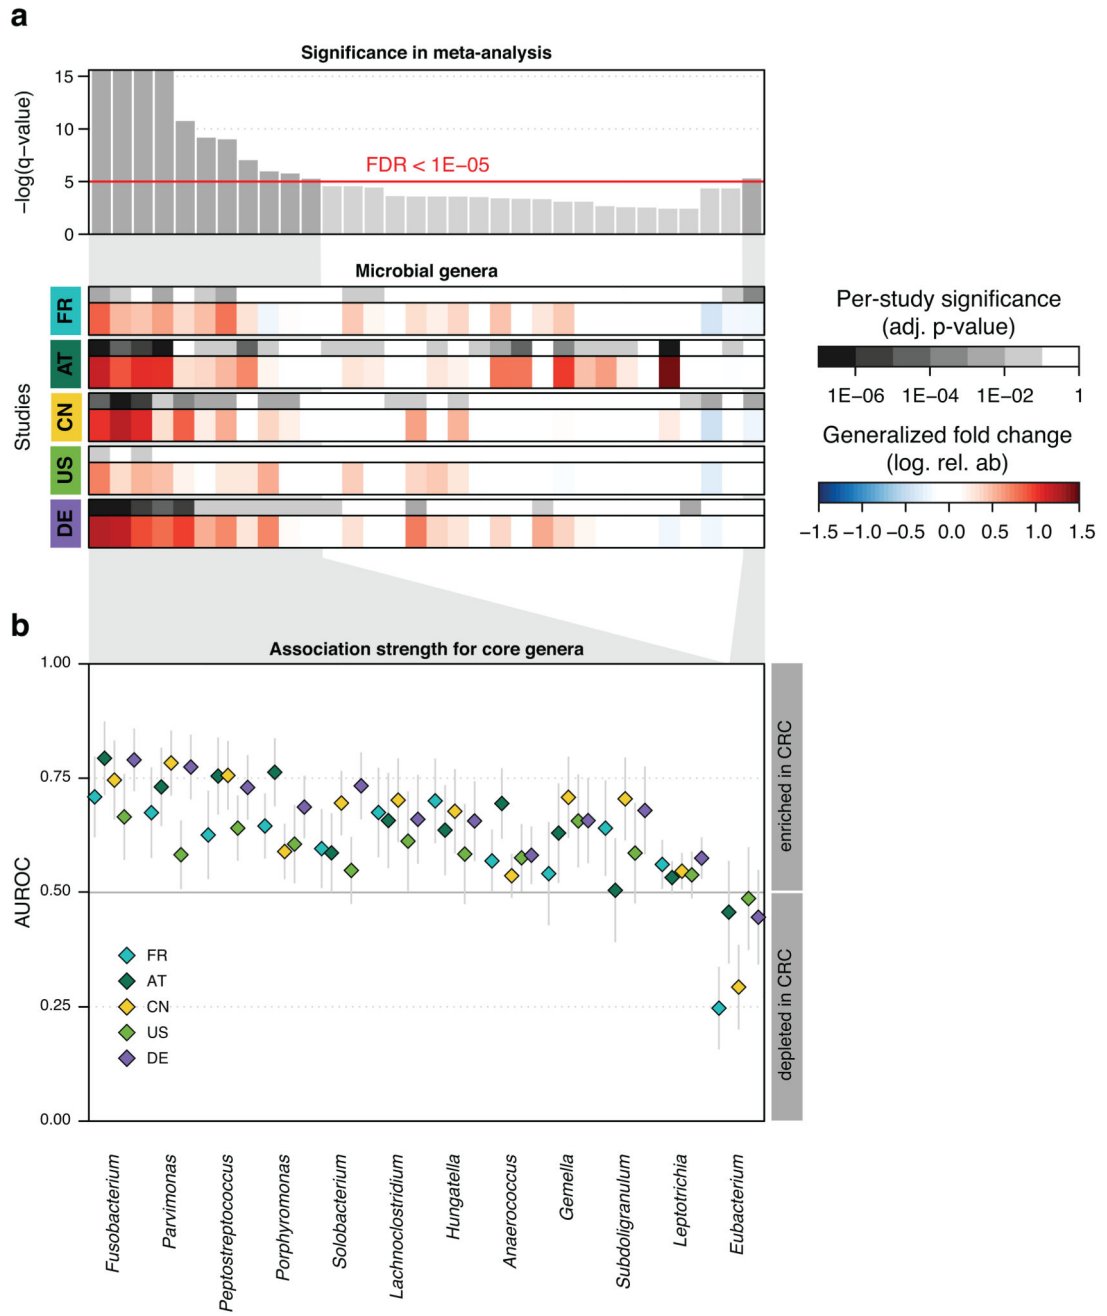 a
Significance in meta-analysis
−log(q−value)
15
10
5
0
FDR < 1E−05
Microbial genera
Studies
FR
AT
CN
US
DE
Per-study significance
(adj. p-value)
1E−06 1E−04 1E−02 1
Generalized fold change
(log. rel. ab)
−1.5 −1.0 −0.5 0.0 0.5 1.0 1.5
b
Association strength for core genera
AUROC
1.00
0.75
0.50
0.25
0.00
enriched in CRC
depleted in CRC
FR
AT
CN
US
DE
Fusobacterium
Parvimonas
Peptostreptococcus
Porphyromonas
Solobacterium
Lachnoclostridium
Hungatella
Anaerococcus
Gemella
Subdoligranulum
Leptotrichia
Eubacterium